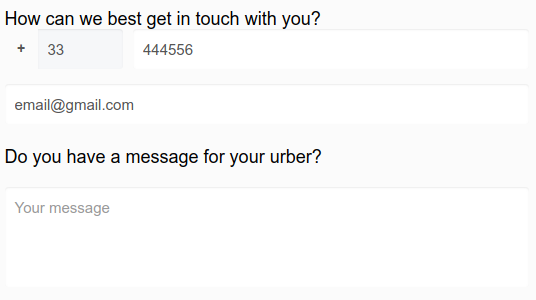 How can we best get in touch with you?
+ 33 444556
email@gmail.com
Do you have a message for your urber?
Your message